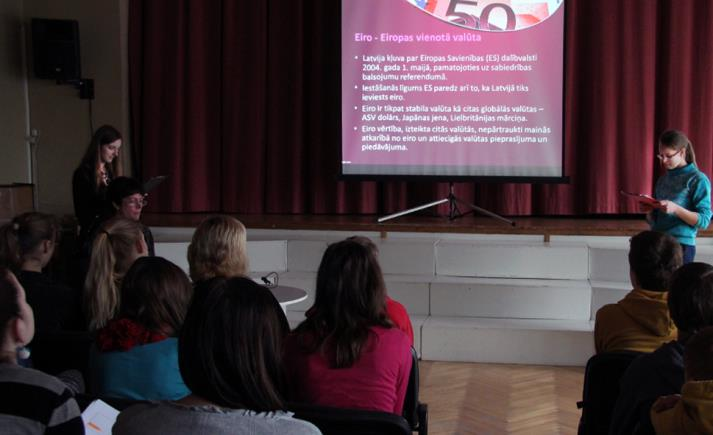 50
Eiro - Eiropas vienotā valūta
• Latvija kļuva par Eiropas Savienības (ES) dalībvalsti
2004. gada 1. maijā, pamatojoties uz sabiedrības
balsojumu referendumā.
• Iestāšanās līgums ES paredz arī to, ka Latvijā tiks
ieviests eiro.
• Eiro ir tikpat stabila valūta kā citas globālās valūtas –
ASV dolārs, Japānas jena, Lielbritānijas mārciņa.
• Eiro vērtība, izteikta citās valūtās, nepārtraukti mainās
atkarībā no eiro un attiecīgās valūtas pieprasījuma un
piedāvājuma.